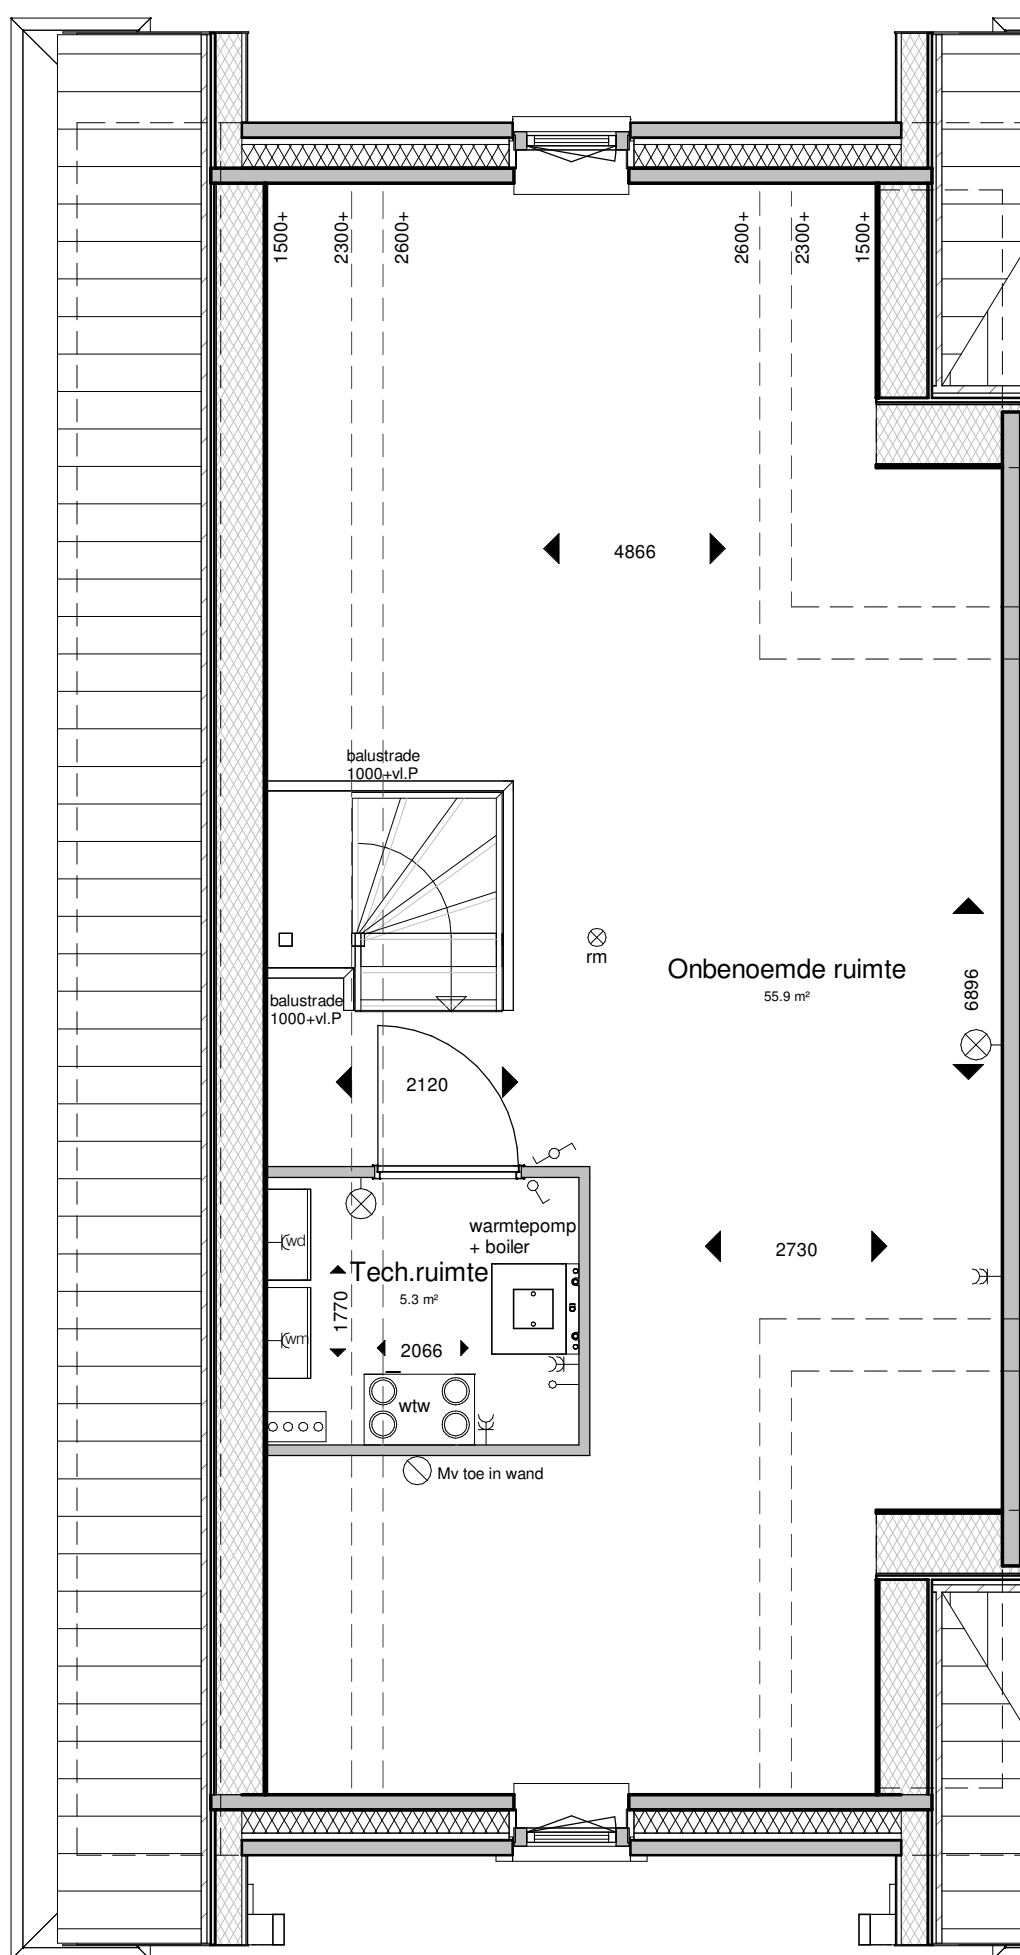 1500+
2300+
2600+
2600+
2300+
1500+
4866
balustrade
1000+vl.P
rm
Onbenoemde ruimte
55.9 m²
6896
balustrade
1000+vl.P
2120
warmtepomp
+ boiler
wd
Tech.ruimte
5.3 m²
2730
1770
wm
2066
wtw
Mv toe in wand